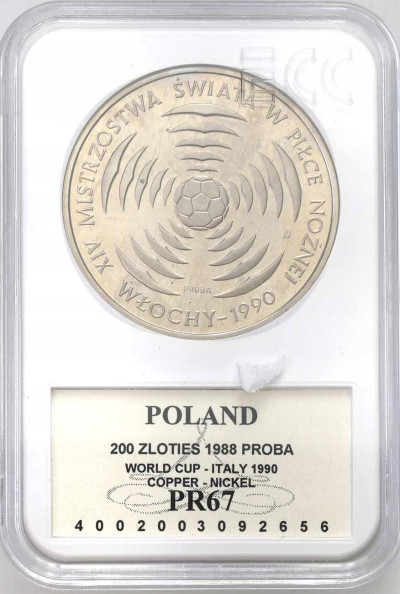 XIV MISTRZOSTWA ŚWIATA W PIŁCE NOŻNEJ
WŁOCHY-1990
PRÓBA
POLAND
200 ZLOTIES 1988 PROBA
WORLD CUP - ITALY 1990
COPPER - NICKEL
PR67
4002003092656